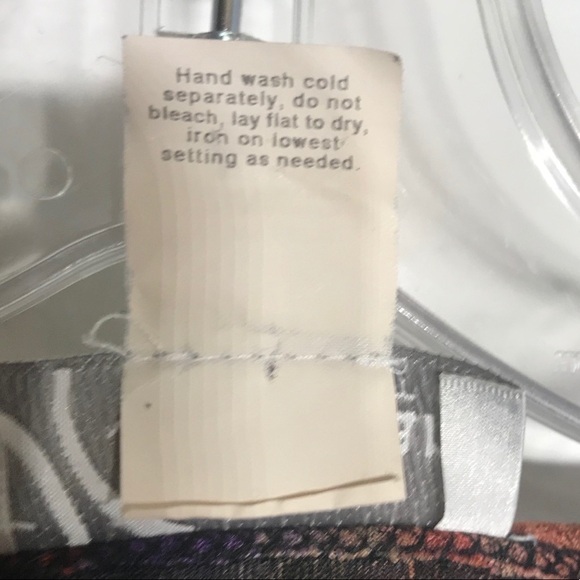 Hand wash cold
separately, do not
bleach, lay flat to dry,
iron on lowest
setting as needed.